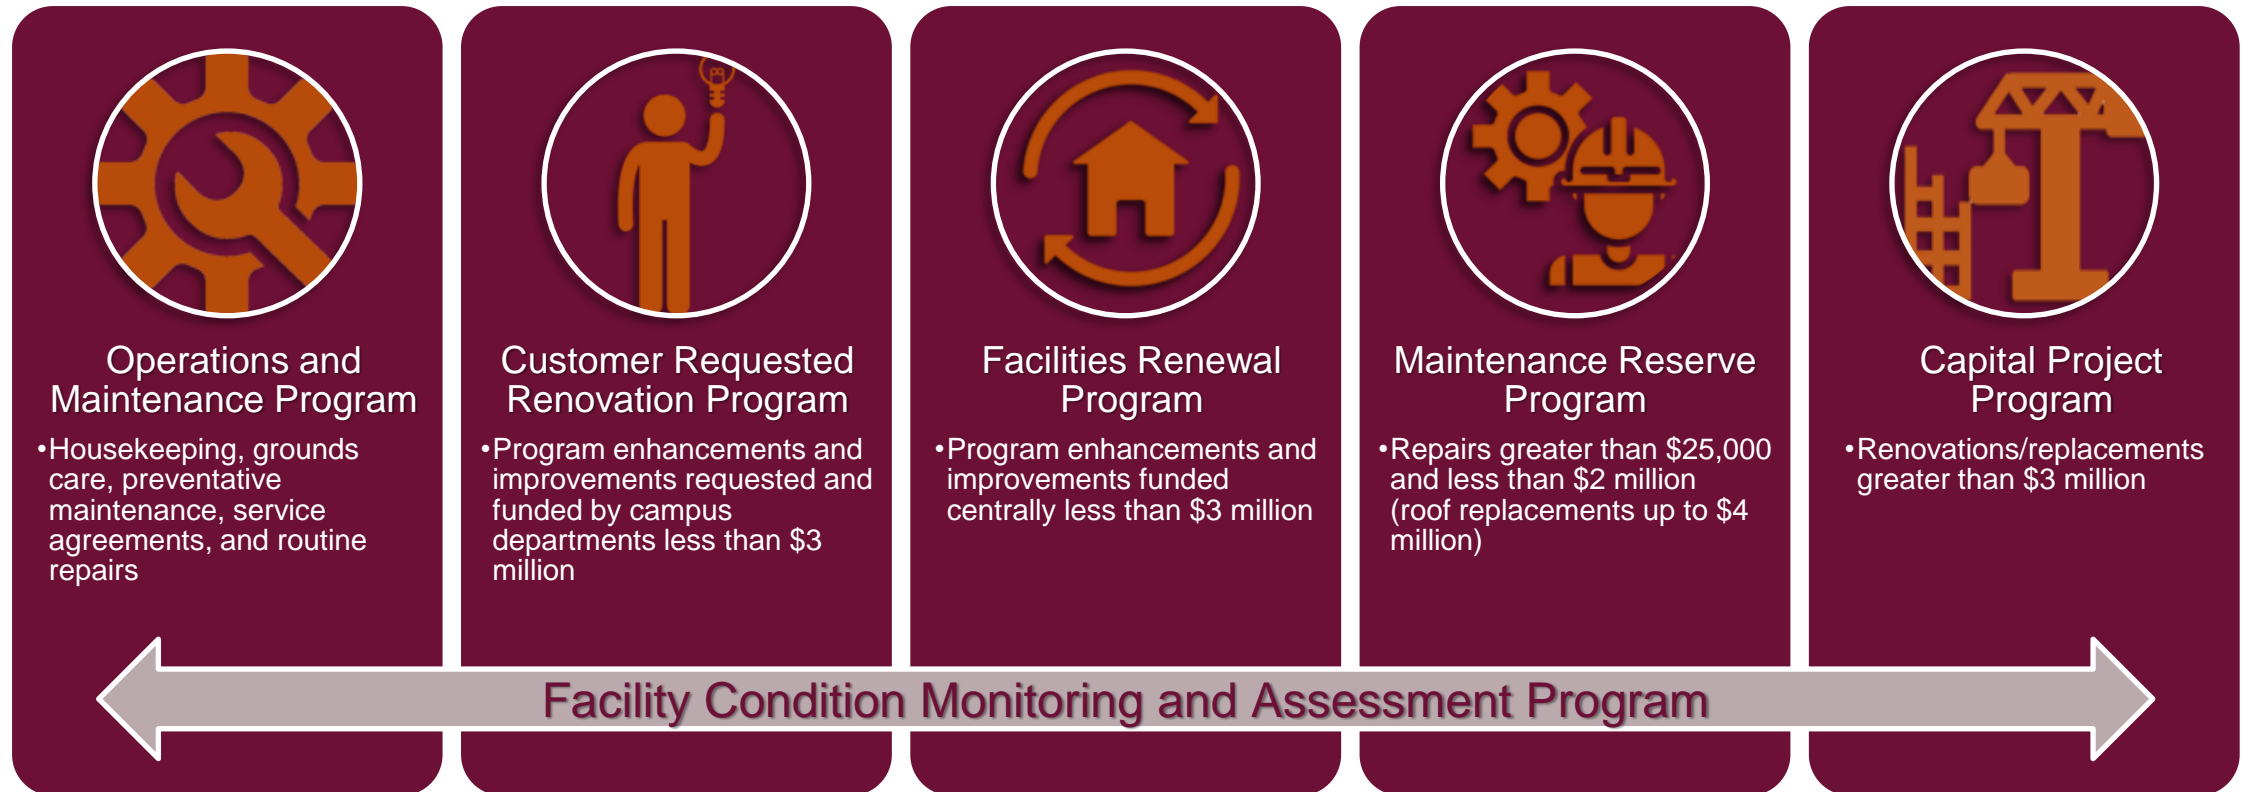 Operations and
Maintenance Program
•Housekeeping, grounds
care, preventative
maintenance, service
agreements, and routine
repairs
Customer Requested
Renovation Program
•Program enhancements and
improvements requested and
funded by campus
departments less than $3
million
Facilities Renewal
Program
•Program enhancements and
improvements funded
centrally less than $3 million
Maintenance Reserve
Program
•Repairs greater than $25,000
and less than $2 million
(roof replacements up to $4
million)
Capital Project
Program
•Renovations/replacements
greater than $3 million
Facility Condition Monitoring and Assessment Program